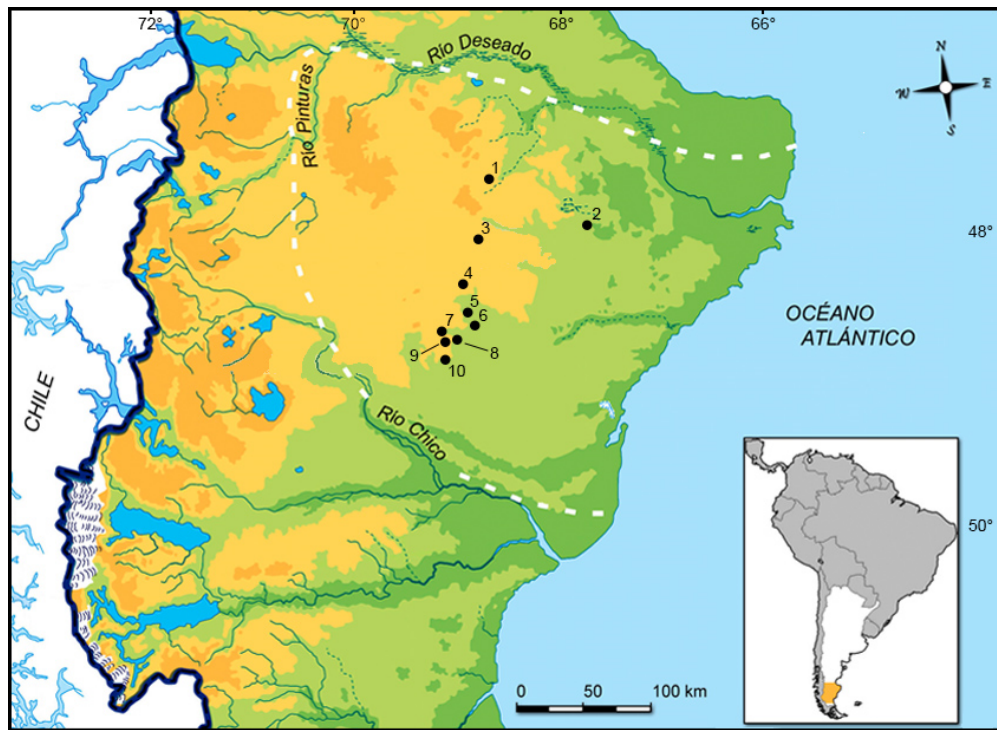 72°
70°
68°
66°
Río Deseado
Río Pinturas
N
W
E
S
1
2
48°
3
4
5
6
7
OCÉANO
ATLÁNTICO
9
8
10
CHILE
Río Chico
50°
0
50
100 km